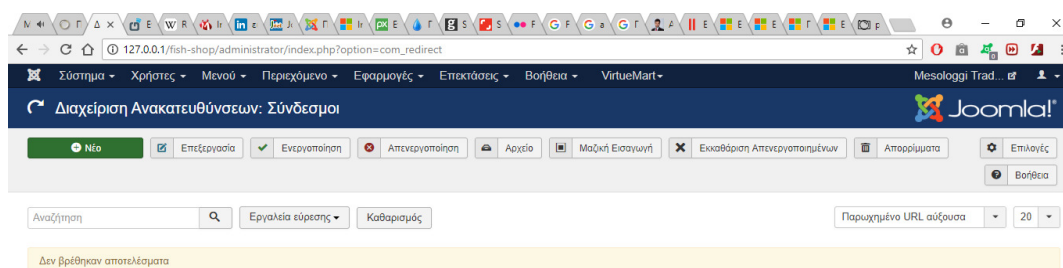 127.0.0.1/fish-shop/administrator/index.php?option=com_redirect
Σύστημα Χρήστες Μενού Περιεχόμενο Εφαρμογές Επεκτάσεις Βοήθεια VirtueMart Mesologgi Trad...
Διαχείριση Ανακατευθύνσεων: Σύνδεσμοι Joomla!
Νέο Επεξεργασία Ενεργοποίηση Απενεργοποίηση Αρχείο Μαζική Εισαγωγή Εκκαθάριση Απενεργοποιημένων Απορρίμματα Επιλογές
Βοήθεια
Αναζήτηση Εργαλεία εύρεσης Καθαρισμός Παρωχημένο URL αύξουσα 20
Δεν βρέθηκαν αποτελέσματα